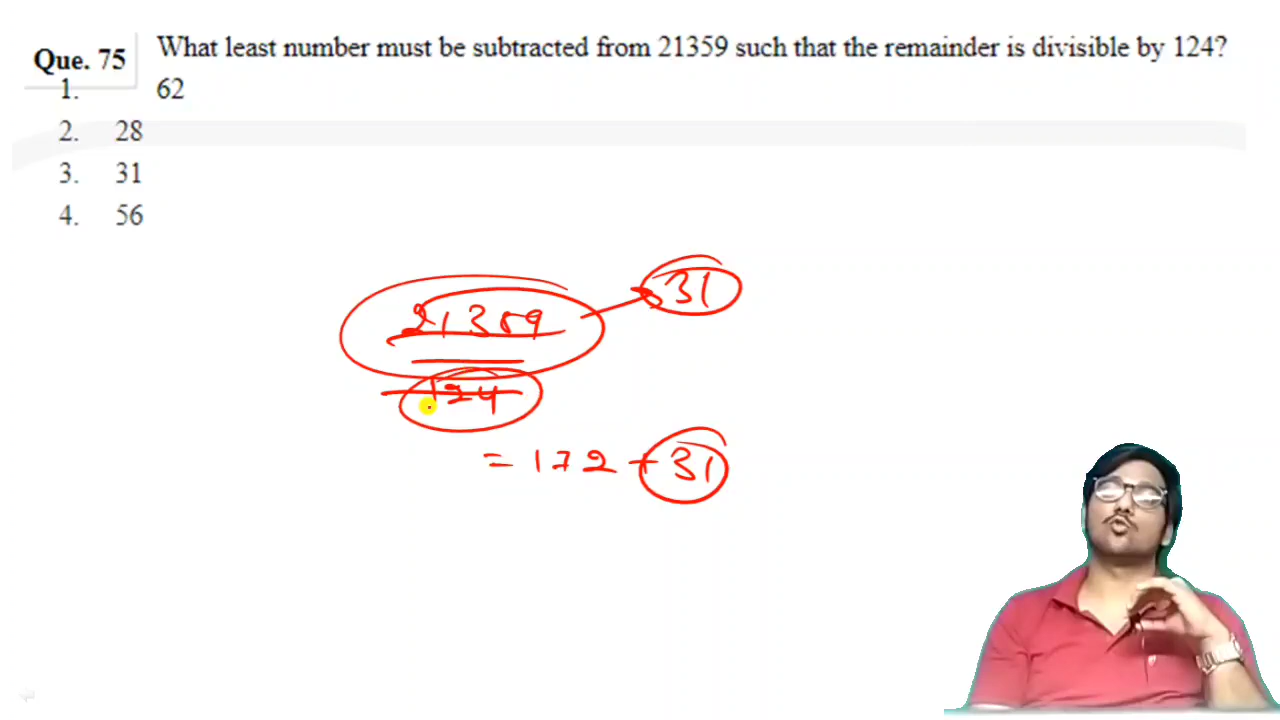 Que. 75 What least number must be subtracted from 21359 such that the remainder is divisible by 124?
1. 62
2. 28
3. 31
4. 56
21359 - 31
124
= 172 + 31